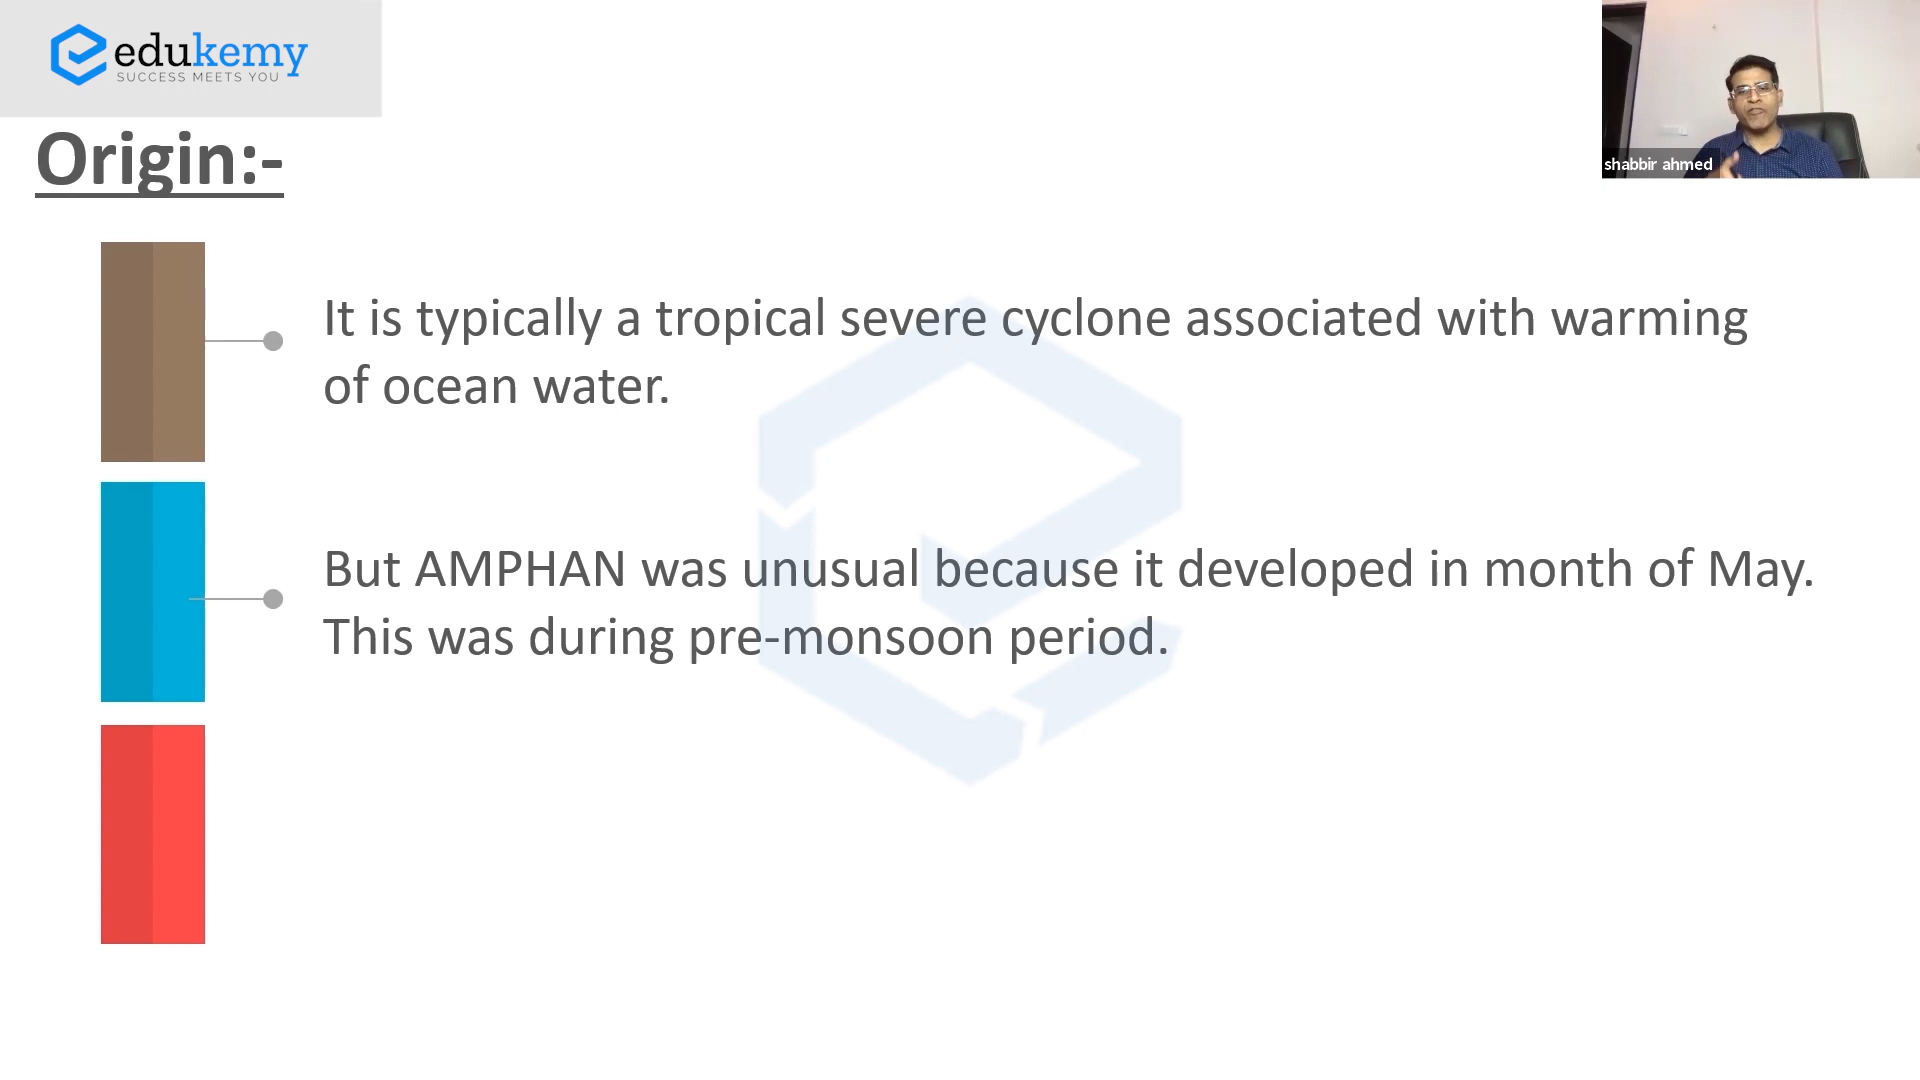 edukemy
SUCCESS MEETS YOU
shabbir ahmed
Origin:-
It is typically a tropical severe cyclone associated with warming
of ocean water.
But AMPHAN was unusual because it developed in month of May.
This was during pre-monsoon period.